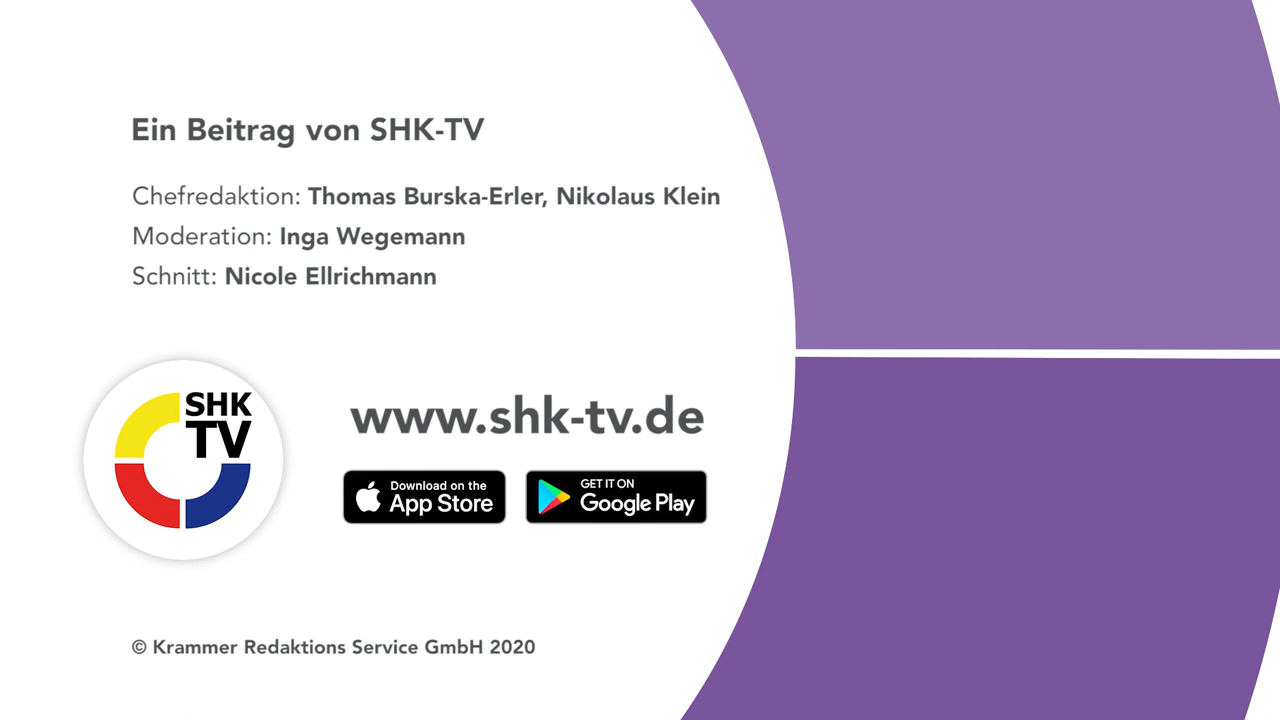 Ein Beitrag von SHK-TV
Chefredaktion: Thomas Burska-Erler, Nikolaus Klein
Moderation: Inga Wegemann
Schnitt: Nicole Ellrichmann
SHK
TV
www.shk-tv.de
Download on the
App Store
GET IT ON
Google Play
© Krammer Redaktions Service GmbH 2020